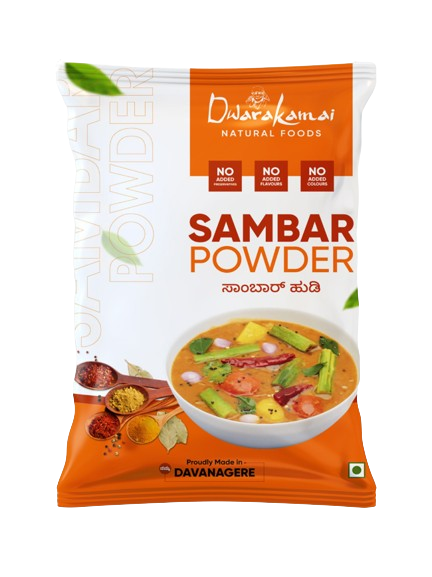 Dwarakamai
NATURAL FOODS
NO
ADDED
PRESERVATIVES
NO
ADDED
FLAVOURS
NO
ADDED
COLOURS
SAMBAR
POWDER
SAMBAR
POWDER
ಸಾಂಬಾರ್ ಹುಡಿ
Proudly Made in -
DAVANAGERE